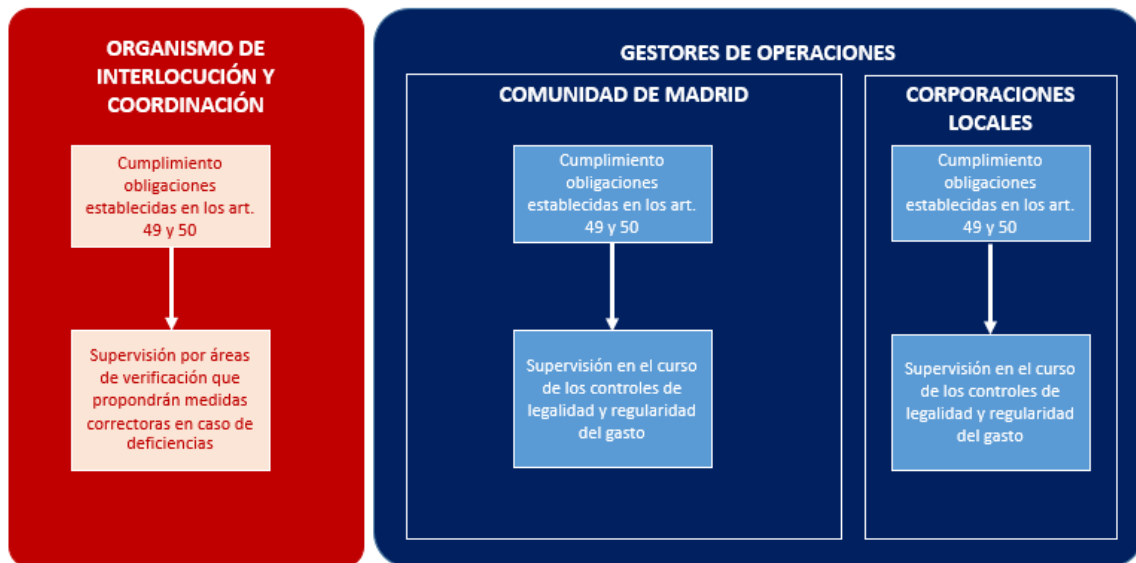 ORGANISMO DE
INTERLOCUCIÓN Y
COORDINACIÓN
Cumplimiento
obligaciones
establecidas en los art.
49 y 50
Supervisión por áreas
de verificación que
propondrán medidas
correctoras en caso de
deficiencias
GESTORES DE OPERACIONES
COMUNIDAD DE MADRID
Cumplimiento
obligaciones
establecidas en los art.
49 y 50
Supervisión en el curso
de los controles de
legalidad y regularidad
del gasto
CORPORACIONES
LOCALES
Cumplimiento
obligaciones
establecidas en los art.
49 y 50
Supervisión en el curso
de los controles de
legalidad y regularidad
del gasto